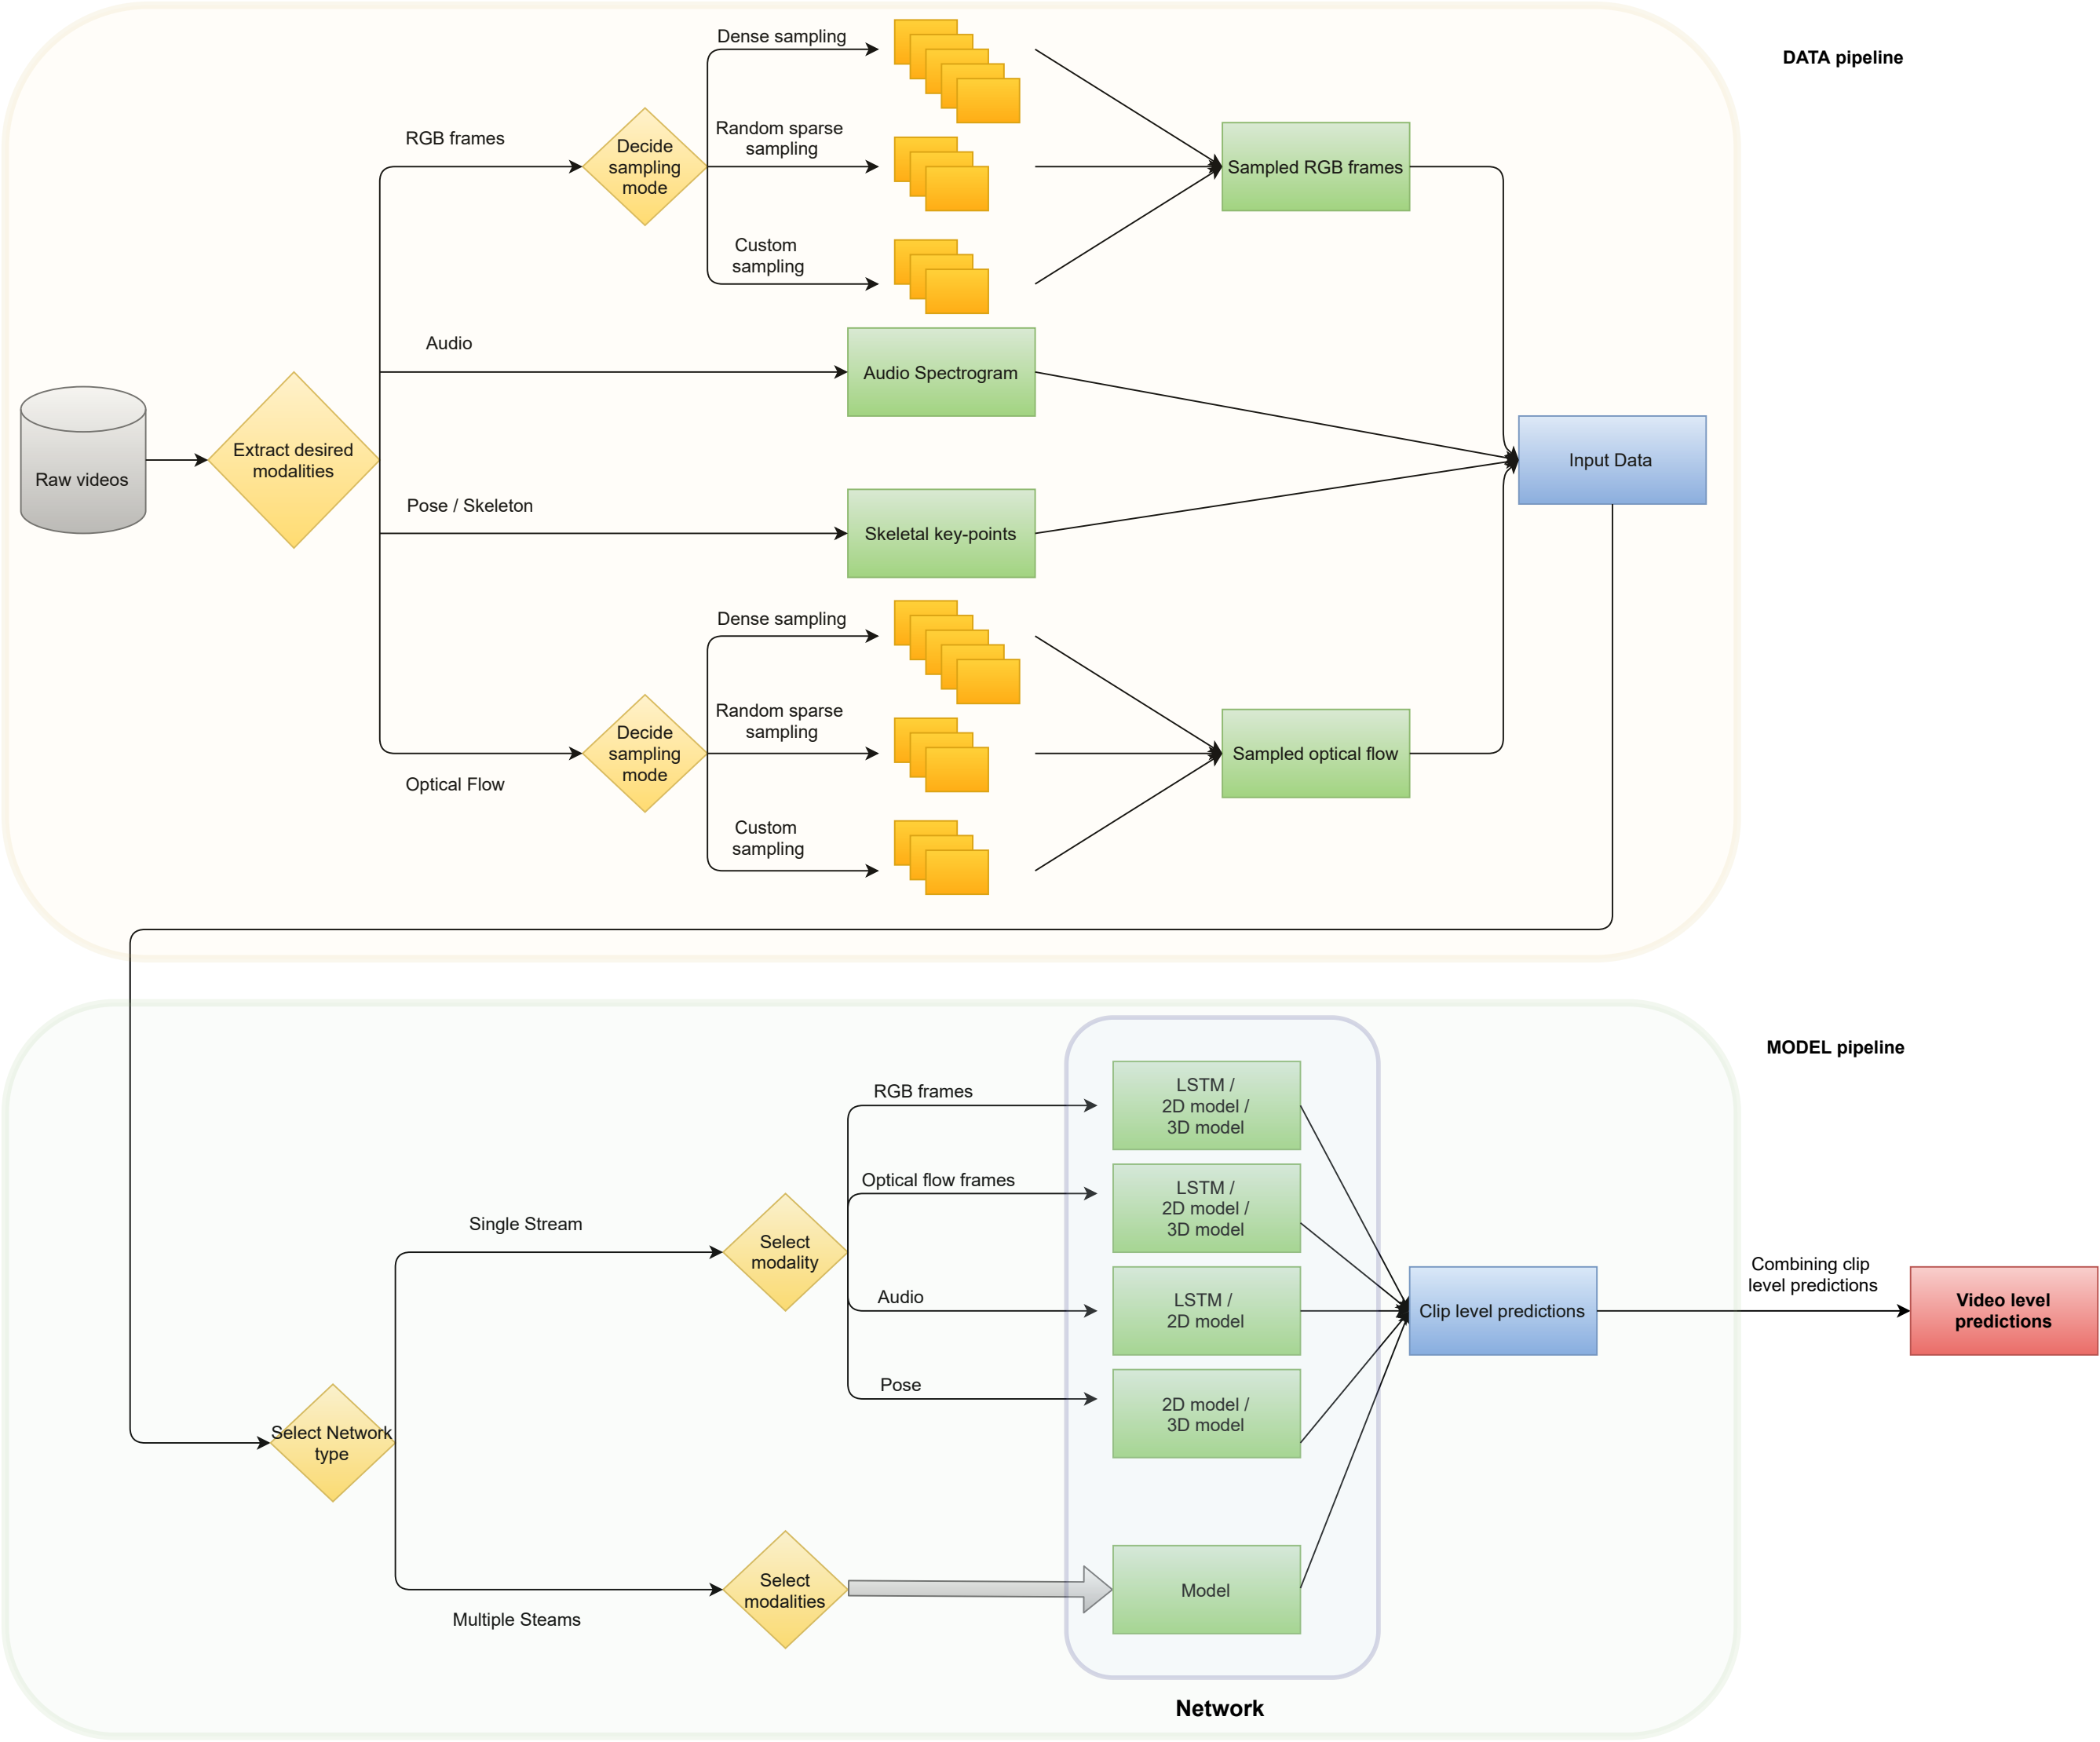 DATA pipeline
Dense sampling
RGB frames
Decide
sampling
mode
Random sparse
sampling
Sampled RGB frames
Custom
sampling
Audio
Audio Spectrogram
Raw videos
Extract desired
modalities
Input Data
Pose / Skeleton
Skeletal key-points
Dense sampling
Random sparse
sampling
Decide
sampling
mode
Sampled optical flow
Optical Flow
Custom
sampling
MODEL pipeline
RGB frames
LSTM /
2D model /
3D model
Optical flow frames
LSTM /
2D model /
3D model
Single Stream
Select
modality
Audio
LSTM /
2D model
Clip level predictions
Combining clip
level predictions
Video level
predictions
Pose
2D model /
3D model
Select Network
type
Select
modalities
Model
Multiple Steams
Network